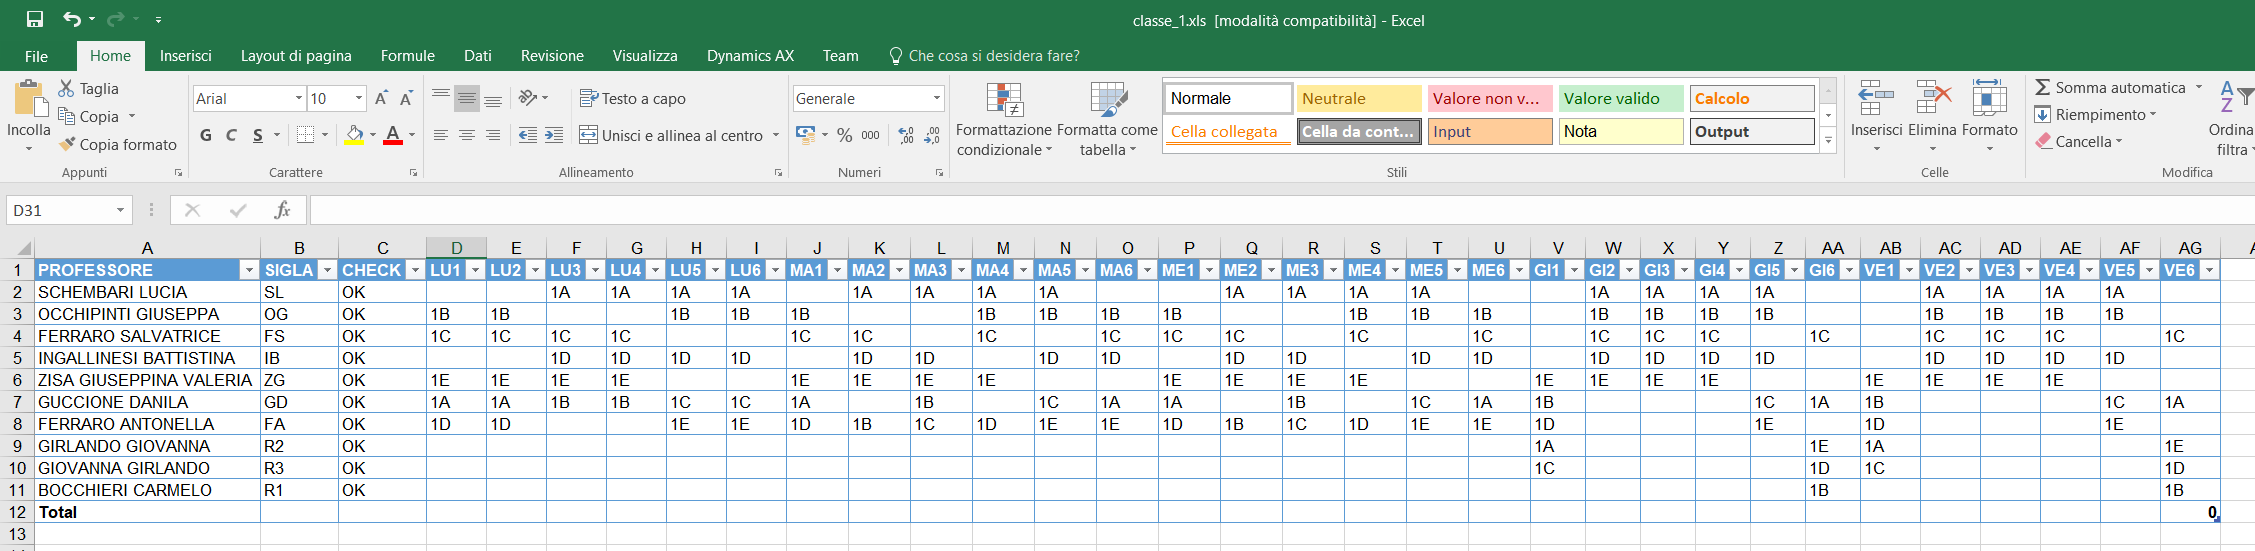 classe_1.xls [modalità compatibilità] - Excel
File Home Inserisci Layout di pagina Formule Dati Revisione Visualizza Dynamics AX Team Che cosa si desidera fare?
Incolla Taglia Copia Copia formato Appunti
Arial 10 A A G C S A Carattere
Testo a capo Unisci e allinea al centro Allineamento
Generale % 000 ,00 ,00 Numeri
Formattazione condizionale Formatta come tabella
Normale Neutrale Valore non v... Valore valido Calcolo
Cella collegata Cella da cont... Input Nota Output
Stili
Inserisci Elimina Formato Celle
Somma automatica Riempimento Cancella Ordina filtra Modifica
D31 fx
A B C D E F G H I J K L M N O P Q R S T U V W X Y Z AA AB AC AD AE AF AG
1 PROFESSORE SIGLA CHECK LU1 LU2 LU3 LU4 LU5 LU6 MA1 MA2 MA3 MA4 MA5 MA6 ME1 ME2 ME3 ME4 ME5 ME6 GI1 GI2 GI3 GI4 GI5 GI6 VE1 VE2 VE3 VE4 VE5 VE6
2 SCHEMBARI LUCIA SL OK 1A 1A 1A 1A 1A 1A 1A 1A 1A 1A 1A 1A 1A 1A 1A 1A 1A 1A 1A 1A
3 OCCHIPINTI GIUSEPPA OG OK 1B 1B 1B 1B 1B 1B 1B 1B 1B 1B 1B 1B 1B 1B 1B 1B 1B 1B 1B 1B 1B
4 FERRARO SALVATRICE FS OK 1C 1C 1C 1C 1C 1C 1C 1C 1C 1C 1C 1C 1C 1C 1C 1C 1C 1C 1C 1C
5 INGALLINESI BATTISTINA IB OK 1D 1D 1D 1D 1D 1D 1D 1D 1D 1D 1D 1D 1D 1D 1D 1D 1D 1D 1D 1D
6 ZISA GIUSEPPINA VALERIA ZG OK 1E 1E 1E 1E 1E 1E 1E 1E 1E 1E 1E 1E 1E 1E 1E 1E 1E 1E 1E 1E
7 GUCCIONE DANILA GD OK 1A 1A 1B 1B 1C 1C 1A 1B 1C 1A 1A 1B 1C 1A 1B 1C 1A 1B 1C 1A
8 FERRARO ANTONELLA FA OK 1D 1D 1E 1E 1D 1B 1C 1D 1E 1E 1D 1B 1C 1D 1E 1E 1D 1E 1D 1E
9 GIRLANDO GIOVANNA R2 OK 1A 1E 1A 1E
10 GIOVANNA GIRLANDO R3 OK 1C 1D 1C 1D
11 BOCCHIERI CARMELO R1 OK 1B 1B
12 Total 0
13